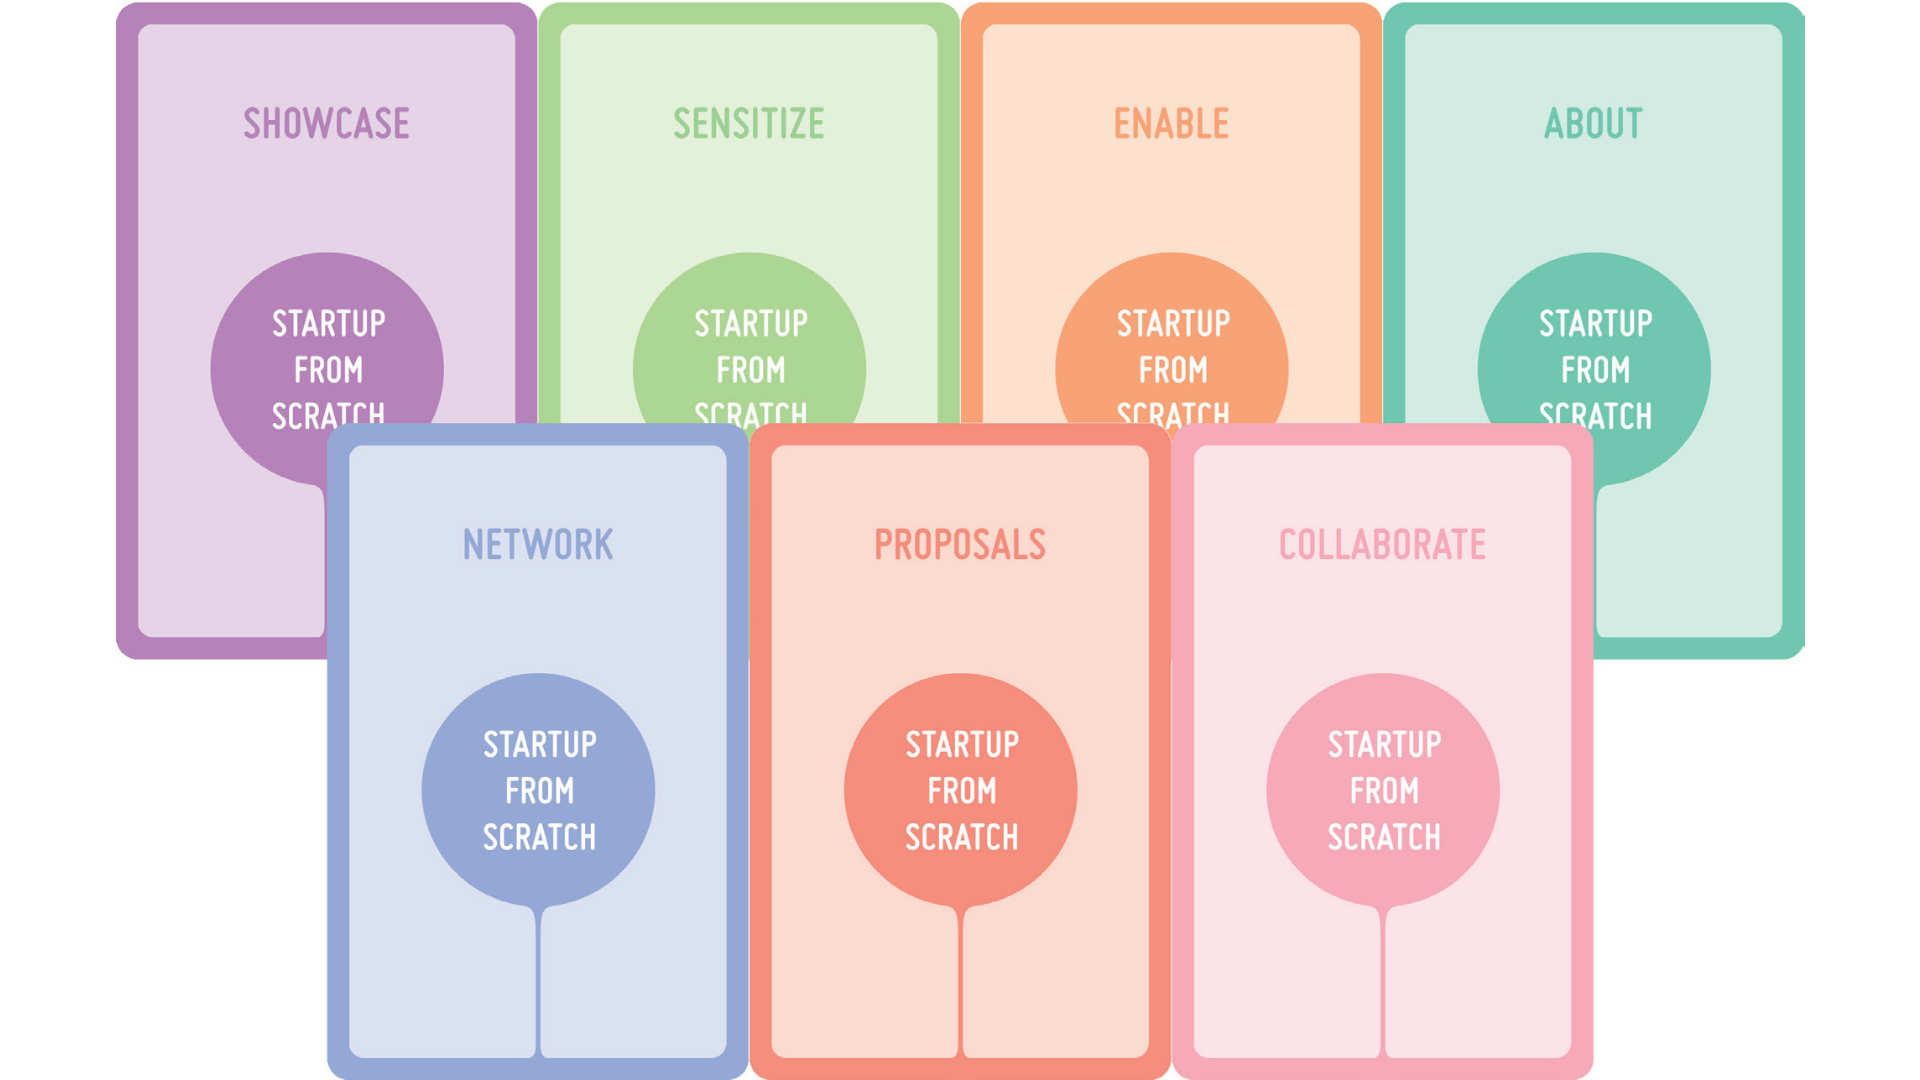 SHOWCASE
STARTUP
FROM
SCRATCH
SENSITIZE
STARTUP
FROM
SCRATCH
ENABLE
STARTUP
FROM
SCRATCH
ABOUT
STARTUP
FROM
SCRATCH
NETWORK
STARTUP
FROM
SCRATCH
PROPOSALS
STARTUP
FROM
SCRATCH
COLLABORATE
STARTUP
FROM
SCRATCH